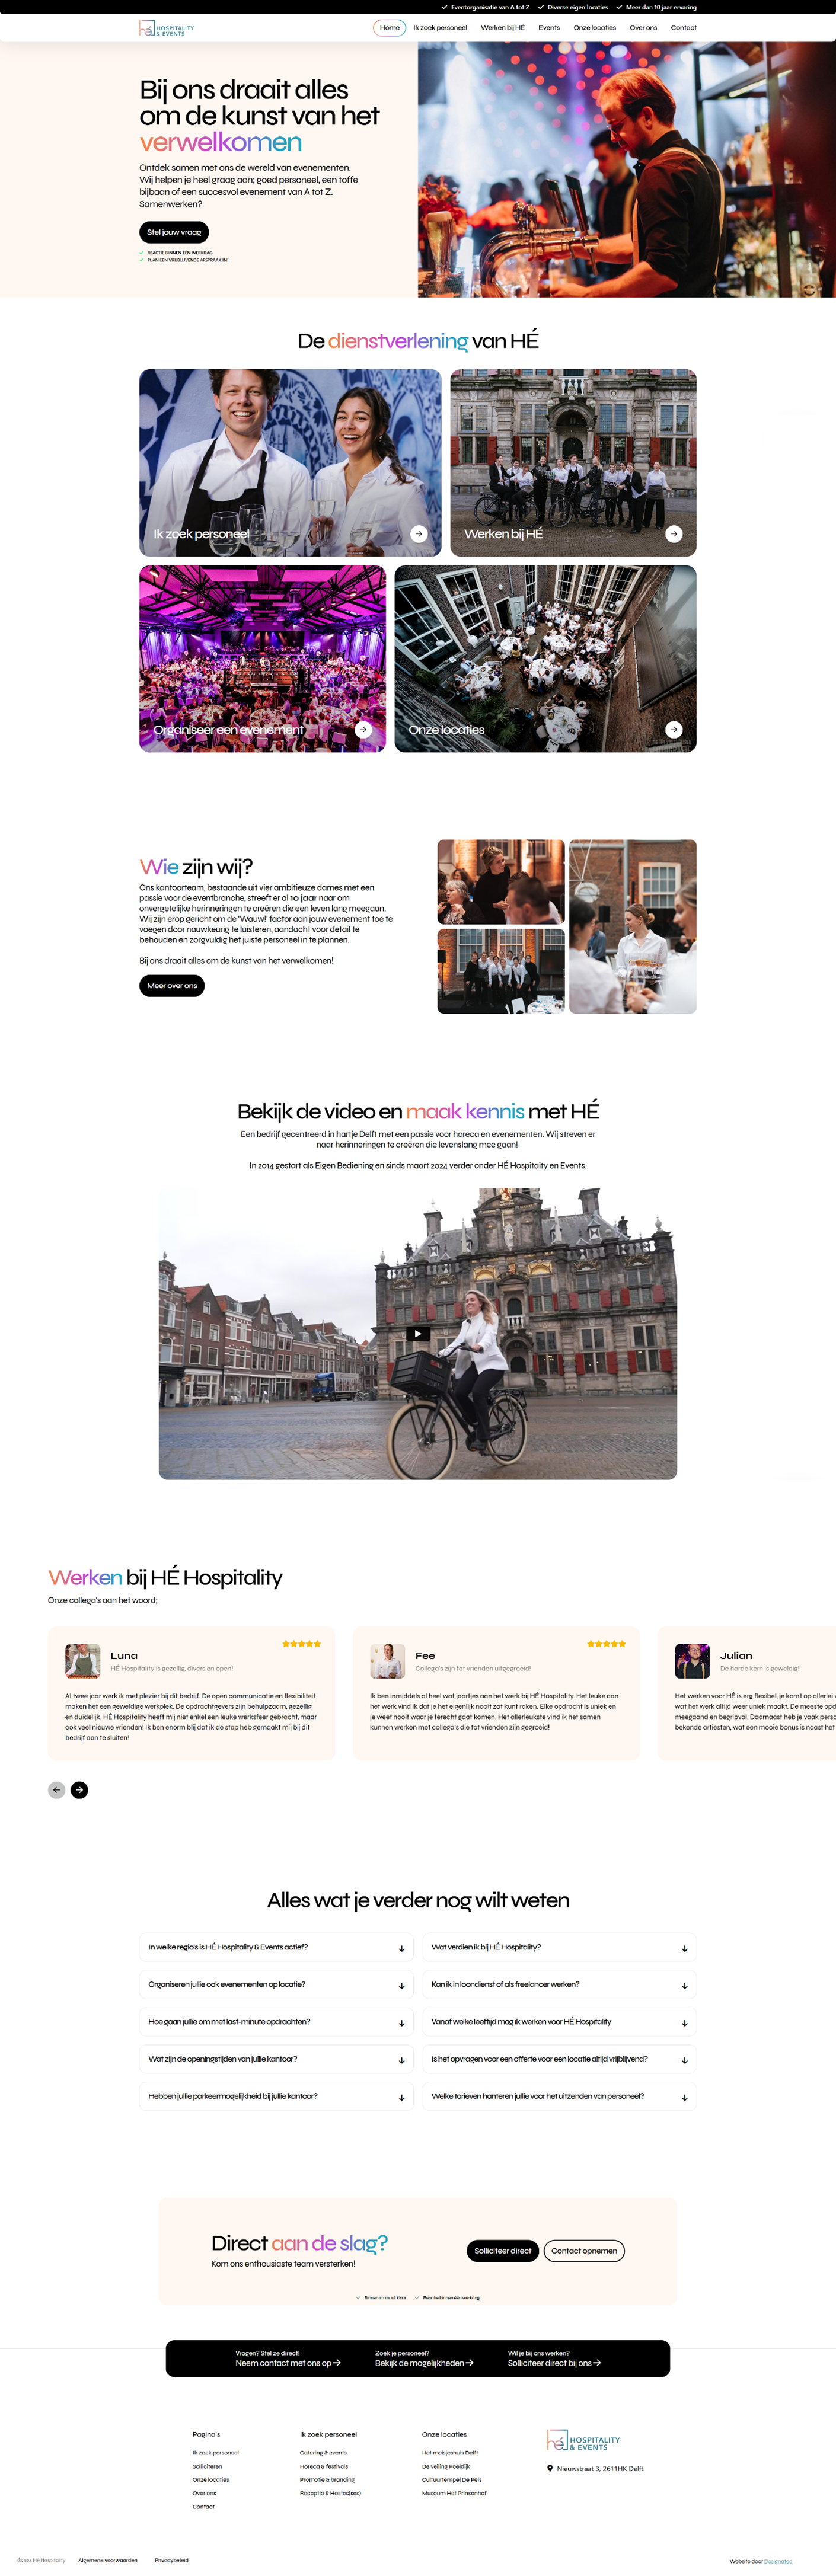 Eventorganisatie van A tot Z Diverse eigen locaties Meer dan 10 jaar ervaring
hé HOSPITALITY & EVENTS
Home Ik zoek personeel Werken bij HÉ Events Onze locaties Over ons Contact
Bij ons draait alles
om de kunst van het
verwelkomen
Ontdek samen met ons de wereld van evenementen.
Wij helpen je heel graag aan; goed personeel, een toffe
bijbaan of een succesvol evenement van A tot Z.
Samenwerken?
Stel jouw vraag
REACTIE BINNEN ÉÉN WERKDAG
PLAN EEN VRIJBLIJVENDE AFSPRAAK IN!
De dienstverlening van HÉ
Ik zoek personeel
Werken bij HÉ
Organiseer een evenement
Onze locaties
Wie zijn wij?
Ons kantoorteam, bestaande uit vier ambitieuze dames met een
passie voor de eventbranche, streeft er al 10 jaar naar om
onvergetelijke herinneringen te creëren die een leven lang meegaan.
Wij zijn erop gericht om de 'Wauw!' factor aan jouw evenement toe te
voegen door nauwkeurig te luisteren, aandacht voor detail te
behouden en zorgvuldig het juiste personeel in te plannen.
Bij ons draait alles om de kunst van het verwelkomen!
Meer over ons
Bekijk de video en maak kennis met HÉ
Een bedrijf gecentreerd in hartje Delft met een passie voor horeca en evenementen. Wij streven er
naar herinneringen te creëren die levenslang mee gaan!
In 2014 gestart als Eigen Bediening en sinds maart 2024 verder onder HÉ Hospitaity en Events.
Werken bij HÉ Hospitality
Onze collega's aan het woord;
Luna
HÉ Hospitality is gezellig, divers en open!
Al twee jaar werk ik met plezier bij dit bedrijf. De open communicatie en flexibiliteit
maken het een geweldige werkplek. De opdrachtgevers zijn behulpzaam, gezellig
en duidelijk. HÉ Hospitality heeft mij niet enkel een leuke werksfeer gebracht, maar
ook veel nieuwe vrienden! Ik ben enorm blij dat ik de stap heb gemaakt mij bij dit
bedrijf aan te sluiten!
Fee
Collega's zijn tot vrienden uitgegroeid!
Ik ben inmiddels al heel wat jaartjes aan het werk bij HÉ Hospitality. Het leuke aan
het werk vind ik dat je het eigenlijk nooit zat kunt raken. Elke opdracht is uniek en
je weet nooit waar je terecht gaat komen. Het allerleukste vind ik het samen
kunnen werken met collega's die tot vrienden zijn gegroeid!
Julian
De harde kern is geweldig!
Het werken voor HÉ is erg flexibel, je komt op allerlei
wat het werk altijd weer uniek maakt. De meeste opd
meegaand en begripvol. Daarnaast heb je vaak perso
bekende artiesten, wat een mooie bonus is naast het
Alles wat je verder nog wilt weten
In welke regio's is HÉ Hospitality & Events actief?
Wat verdien ik bij HÉ Hospitality?
Organiseren jullie ook evenementen op locatie?
Kan ik in loondienst of als freelancer werken?
Hoe gaan jullie om met last-minute opdrachten?
Vanaf welke leeftijd mag ik werken voor HÉ Hospitality
Wat zijn de openingstijden van jullie kantoor?
Is het opvragen voor een offerte voor een locatie altijd vrijblijvend?
Hebben jullie parkeermogelijkheid bij jullie kantoor?
Welke tarieven hanteren jullie voor het uitzenden van personeel?
Direct aan de slag?
Kom ons enthousiaste team versterken!
Solliciteer direct Contact opnemen
Binnen 1 minuut klaar Reactie binnen één werkdag
Vragen? Stel ze direct!
Neem contact met ons op
Zoek je personeel?
Bekijk de mogelijkheden
Wil je bij ons werken?
Solliciteer direct bij ons
Pagina's
Ik zoek personeel
Solliciteren
Onze locaties
Over ons
Contact
Ik zoek personeel
Catering & events
Horeca & festivals
Promotie & branding
Receptie & Hostes(ses)
Onze locaties
Het meisjeshuis Delft
De veiling Poeldijk
Cultuurtempel De Pels
Museum Het Prinsenhof
hé HOSPITALITY & EVENTS
Nieuwstraat 3, 2611HK Delft
©2024 Hé Hospitality Algemene voorwaarden Privacybeleid
Website door Designatist